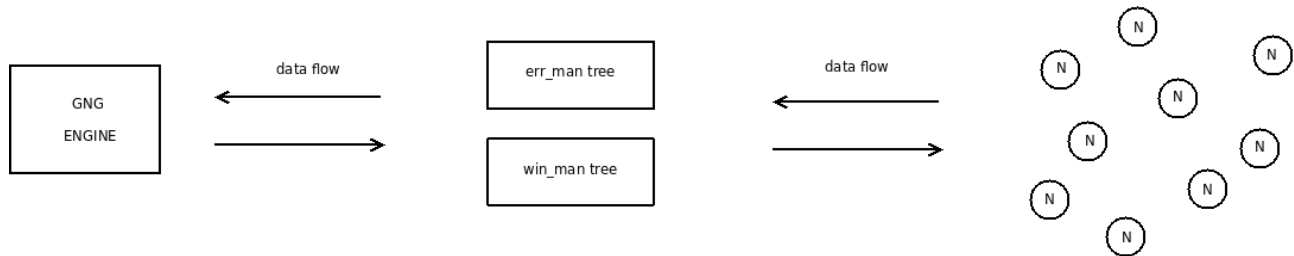 GNG
ENGINE
data flow
err_man tree
win_man tree
data flow
N
N
N
N
N
N
N
N
N